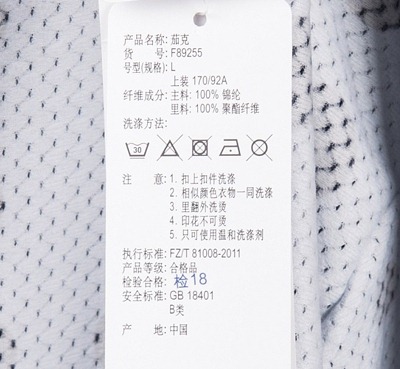 产品名称: 茄克
货 号: F89255
号型(规格): L
上装 170/92A
纤维成分: 主料: 100% 锦纶
里料: 100% 聚酯纤维
洗涤方法:
30
注 意: 1. 扣上扣件洗涤
2. 相似颜色衣物一同洗涤
3. 里翻外洗烫
4. 印花不可烫
5. 只可使用温和洗涤剂
执行标准: FZ/T 81008-2011
产品等级: 合格品
检验合格: 检18
安全标准: GB 18401
B类
产 地: 中国